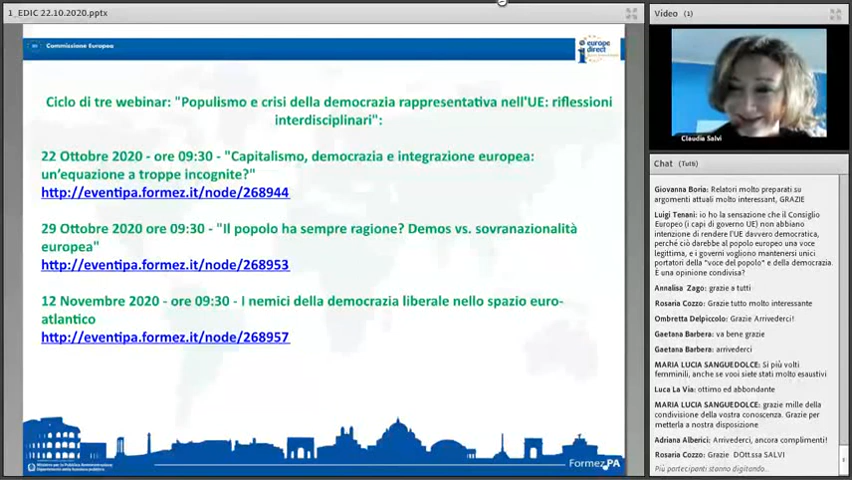 1_EDIC 22.10.2020.pptx
Commissione Europea
europe
direct
Ciclo di tre webinar: "Populismo e crisi della democrazia rappresentativa nell'UE: riflessioni
interdisciplinari":
22 Ottobre 2020 - ore 09:30 - "Capitalismo, democrazia e integrazione europea:
un'equazione a troppe incognite?"
http://eventipa.formez.it/node/268944
29 Ottobre 2020 ore 09:30 - "Il popolo ha sempre ragione? Demos vs. sovranazionalità
europea"
http://eventipa.formez.it/node/268953
12 Novembre 2020 - ore 09:30 - I nemici della democrazia liberale nello spazio euro-
atlantico
http://eventipa.formez.it/node/268957
Formez.PA
Video (1)
Claudia Salvi
Chat (Tutti)
Giovanna Boria: Relatori molto preparati su
argomenti attuali molto interessant, GRAZIE
Luigi Tenani: io ho la sensazione che il Consiglio
Europeo (i capi di governo UE) non abbiano
intenzione di rendere l'UE davvero democratica,
perché ciò darebbe al popolo europeo una voce
legittima, e i governi vogliono mantenersi unici
portatori della "voce del popolo" e della democrazia.
E una opinione condivisa?
Annalisa Zago: grazie a tutti
Rosaria Cozzo: Grazie tutto molto interessante
Ombretta Delpiccolo: Grazie Arrivederci!
Gaetana Barbera: va bene grazie
Gaetana Barbera: arrivederci
MARIA LUCIA SANGUEDOLCE: Si più volti
femminili, anche se vooi siete stati molto esaustivi
Luca La Via: ottimo ed abbondante
MARIA LUCIA SANGUEDOLCE: grazie mille della
condivisione della vostra conoscenza. Grazie per
metterla a nostra disposizione
Adriana Alberici: Arrivederci, ancora complimenti!
Rosaria Cozzo: Grazie DOtt.ssa SALVI
Più partecipanti stanno digitando...